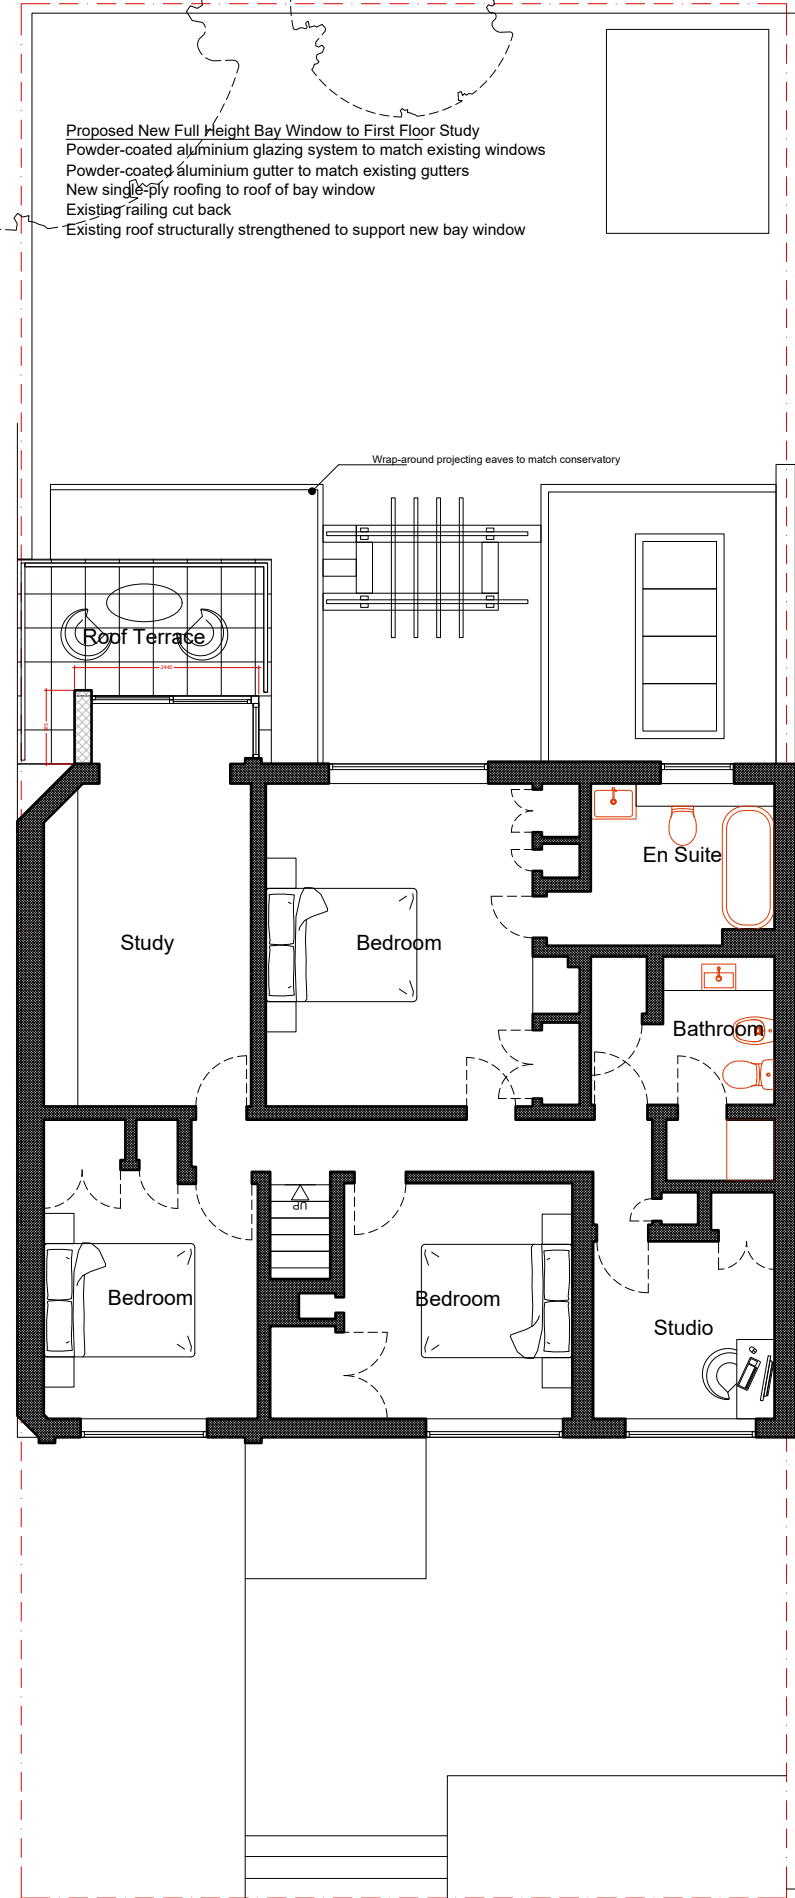 Proposed New Full Height Bay Window to First Floor Study
Powder-coated aluminium glazing system to match existing windows
Powder-coated aluminium gutter to match existing gutters
New single-ply roofing to roof of bay window
Existing railing cut back
Existing roof structurally strengthened to support new bay window
Wrap-around projecting eaves to match conservatory
Roof Terrace
2440
En Suite
Study
Bedroom
Bathroom
UP
Bedroom
Bedroom
Studio